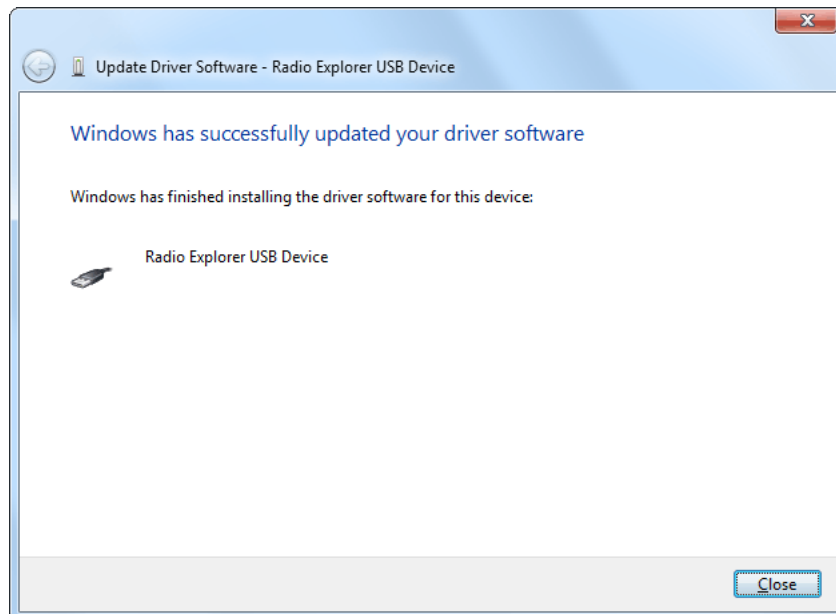 Update Driver Software - Radio Explorer USB Device
Windows has successfully updated your driver software
Windows has finished installing the driver software for this device:
Radio Explorer USB Device
Close